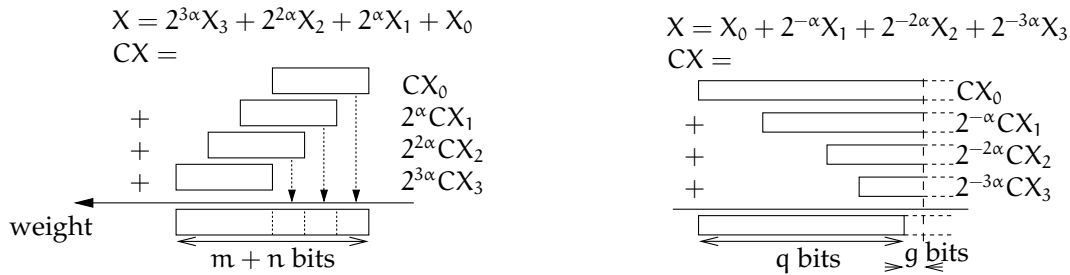 X = 2^{3α}X_3 + 2^{2α}X_2 + 2^αX_1 + X_0
CX =
CX_0
+ 2^αCX_1
+ 2^{2α}CX_2
+ 2^{3α}CX_3
weight
m + n bits
X = X_0 + 2^{−α}X_1 + 2^{−2α}X_2 + 2^{−3α}X_3
CX =
CX_0
+ 2^{−α}CX_1
+ 2^{−2α}CX_2
+ 2^{−3α}CX_3
q bits
g bits